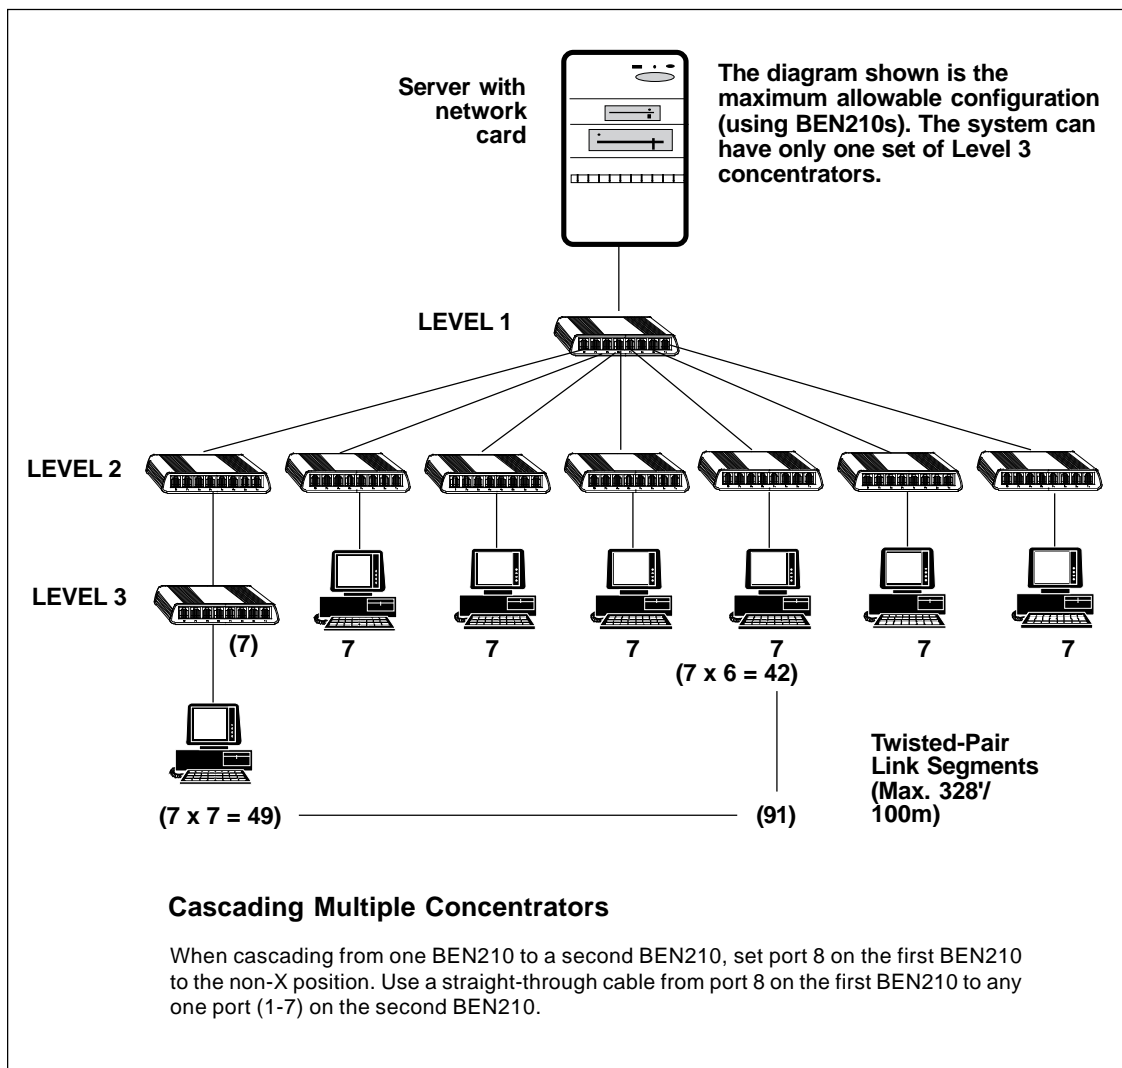 Server with
network
card
The diagram shown is the
maximum allowable configuration
(using BEN210s). The system can
have only one set of Level 3
concentrators.
LEVEL 1
LEVEL 2
LEVEL 3
(7)
7
7
7
7
7
7
(7 x 6 = 42)
Twisted-Pair
Link Segments
(Max. 328'/
100m)
(7 x 7 = 49)
(91)
Cascading Multiple Concentrators
When cascading from one BEN210 to a second BEN210, set port 8 on the first BEN210
to the non-X position. Use a straight-through cable from port 8 on the first BEN210 to any
one port (1-7) on the second BEN210.